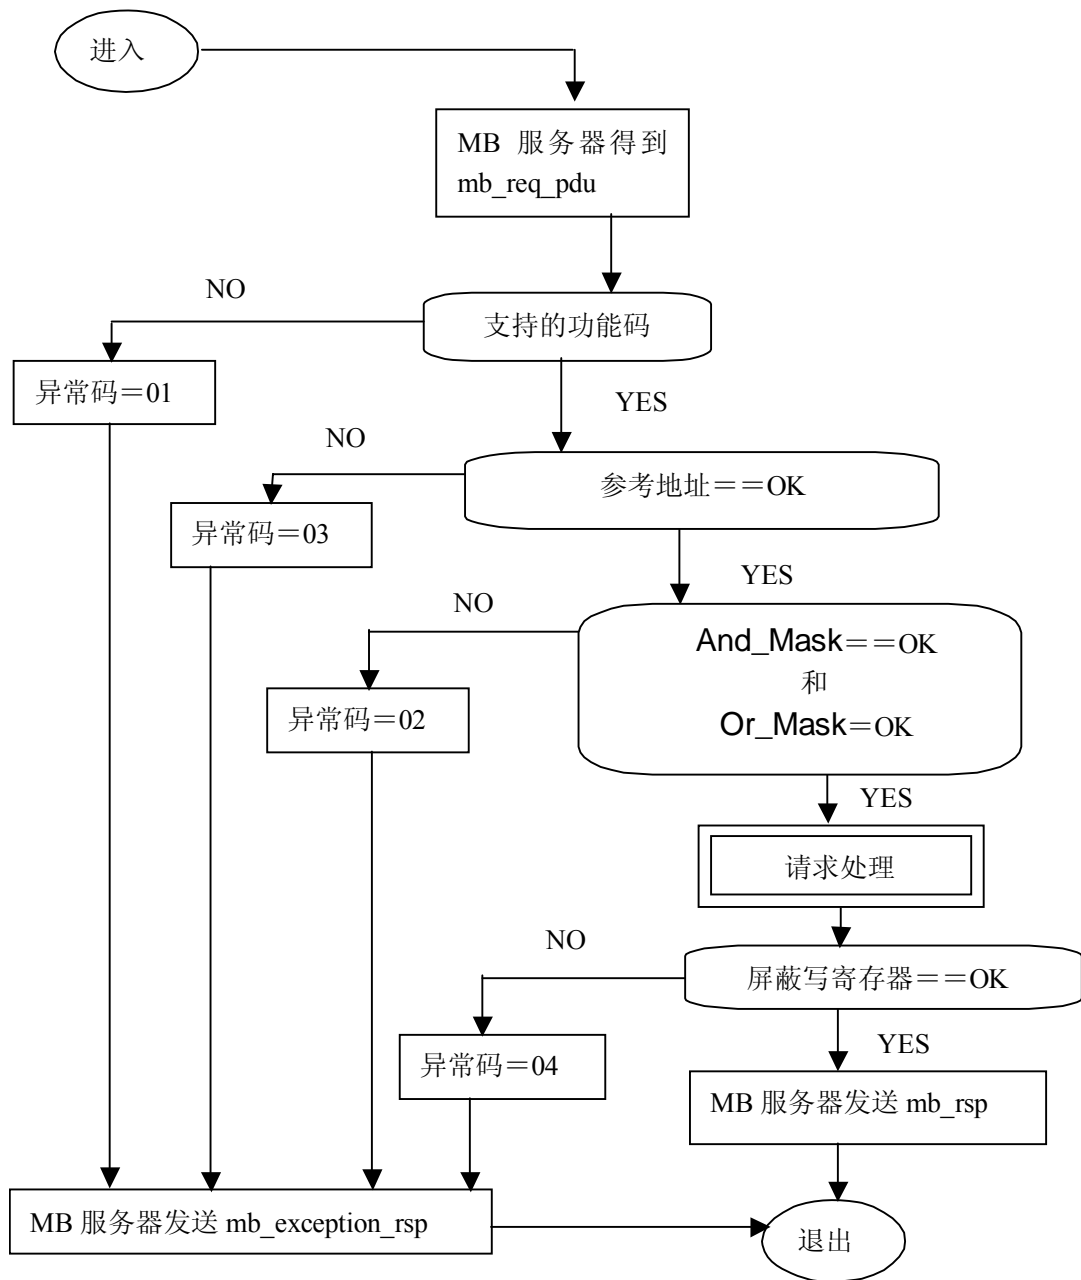 进入
MB 服务器得到
mb_req_pdu
NO
支持的功能码
异常码＝01
YES
NO
参考地址＝＝OK
异常码＝03
YES
NO
And_Mask＝＝OK
和
Or_Mask＝OK
异常码＝02
YES
请求处理
NO
屏蔽写寄存器＝＝OK
异常码＝04
YES
MB 服务器发送 mb_rsp
MB 服务器发送 mb_exception_rsp
退出